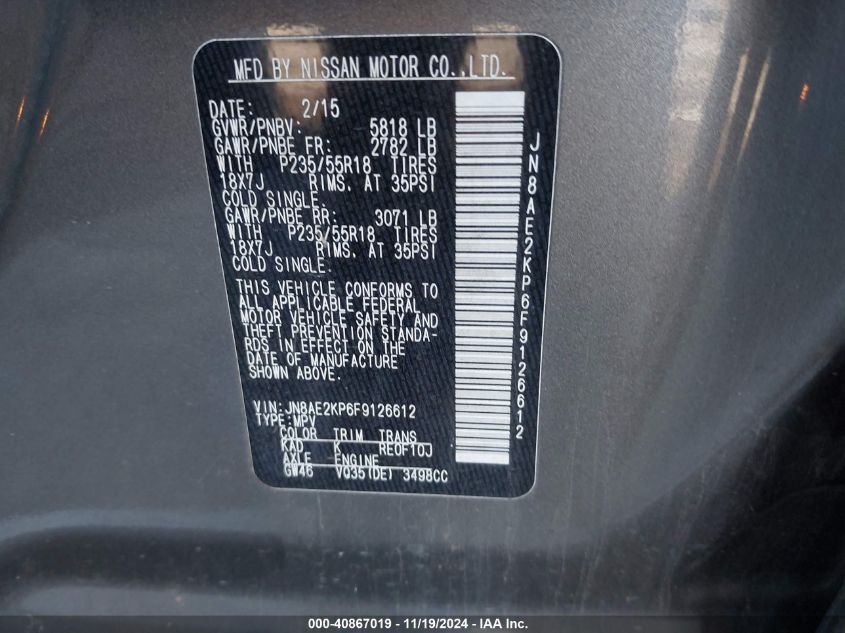 MFD BY NISSAN MOTOR CO.,LTD.
DATE: 2/15
GVWR/PNBV: 5818 LB
GAWR/PNBE FR: 2782 LB
WITH P235/55R18 TIRES
18X7J RIMS. AT 35PSI
COLD SINGLE.
GAWR/PNBE RR: 3071 LB
WITH P235/55R18 TIRES
18X7J RIMS. AT 35PSI
COLD SINGLE.
THIS VEHICLE CONFORMS TO
ALL APPLICABLE FEDERAL
MOTOR VEHICLE SAFETY AND
THEFT PREVENTION STANDA-
RDS IN EFFECT ON THE
DATE OF MANUFACTURE
SHOWN ABOVE.
VIN: JN8AE2KP6F9126612
TYPE: MPV
COLOR TRIM TRANS
KAD K RE0F10J
AXLE ENGINE
GW46 VQ35(DE) 3498CC
JN8AE2KP6F9126612
000-40867019 - 11/19/2024 - IAA Inc.